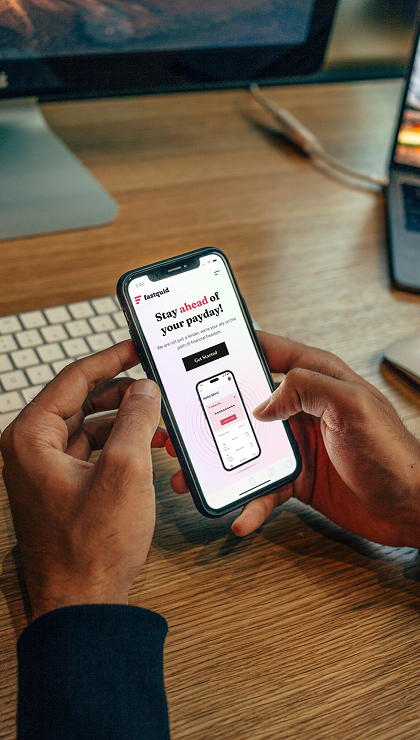 fastquid
Stay ahead of
your payday!
We are not just a lender, we're your ally on the
path of financial freedom.
Get Started